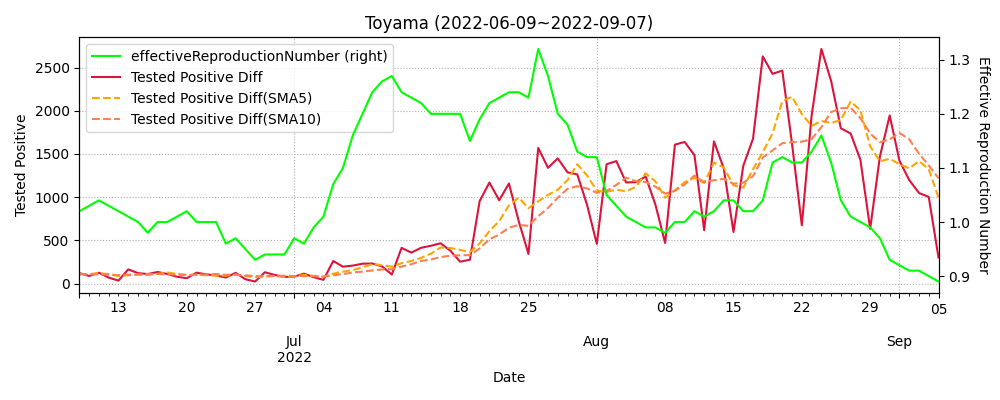 Toyama (2022-06-09~2022-09-07)
effectiveReproductionNumber (right)
Tested Positive Diff
Tested Positive Diff(SMA5)
Tested Positive Diff(SMA10)
Tested Positive
2500
2000
1500
1000
500
0
1.3
1.2
1.1
1.0
0.9
Effective Reproduction Number
13 20 27 04 11 18 25 08 15 22 29 05
Jul Aug Sep
2022
Date